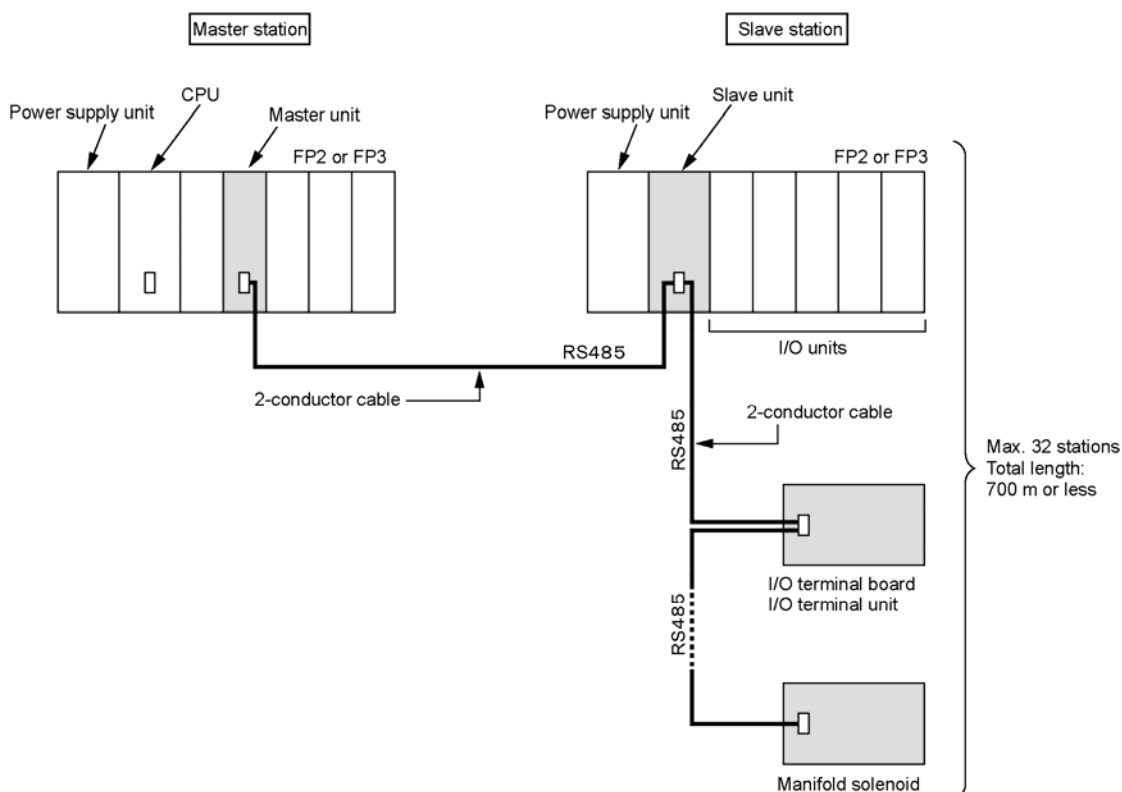 Master station
Slave station
CPU
Power supply unit
Master unit
FP2 or FP3
Slave unit
Power supply unit
FP2 or FP3
I/O units
RS485
2-conductor cable
2-conductor cable
RS485
Max. 32 stations
Total length:
700 m or less
I/O terminal board
I/O terminal unit
RS485
Manifold solenoid